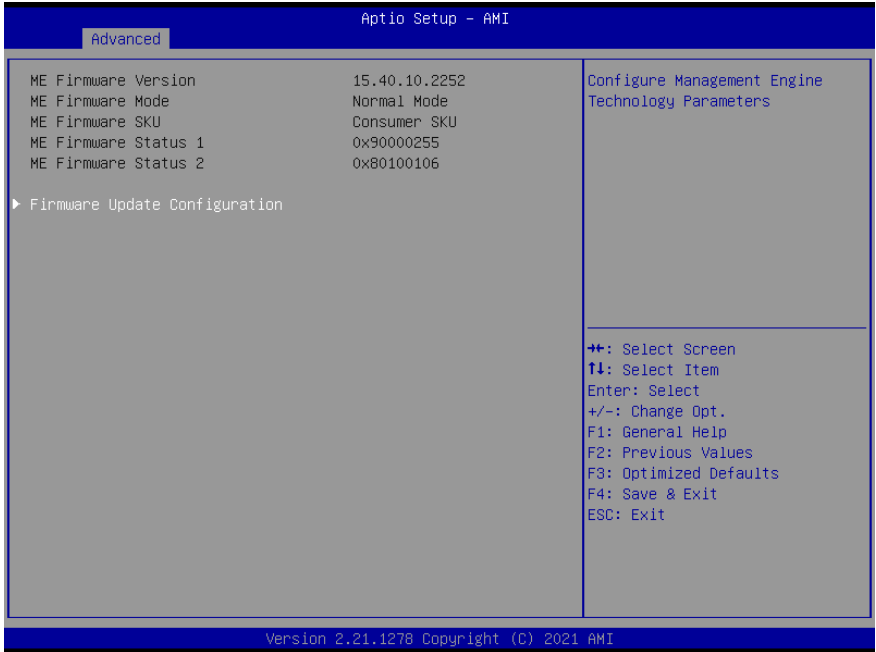 Aptio Setup – AMI
Advanced
ME Firmware Version 15.40.10.2252
ME Firmware Mode Normal Mode
ME Firmware SKU Consumer SKU
ME Firmware Status 1 0x90000255
ME Firmware Status 2 0x80100106
Firmware Update Configuration
Configure Management Engine
Technology Parameters
→←: Select Screen
↑↓: Select Item
Enter: Select
+/-: Change Opt.
F1: General Help
F2: Previous Values
F3: Optimized Defaults
F4: Save & Exit
ESC: Exit
Version 2.21.1278 Copyright (C) 2021 AMI